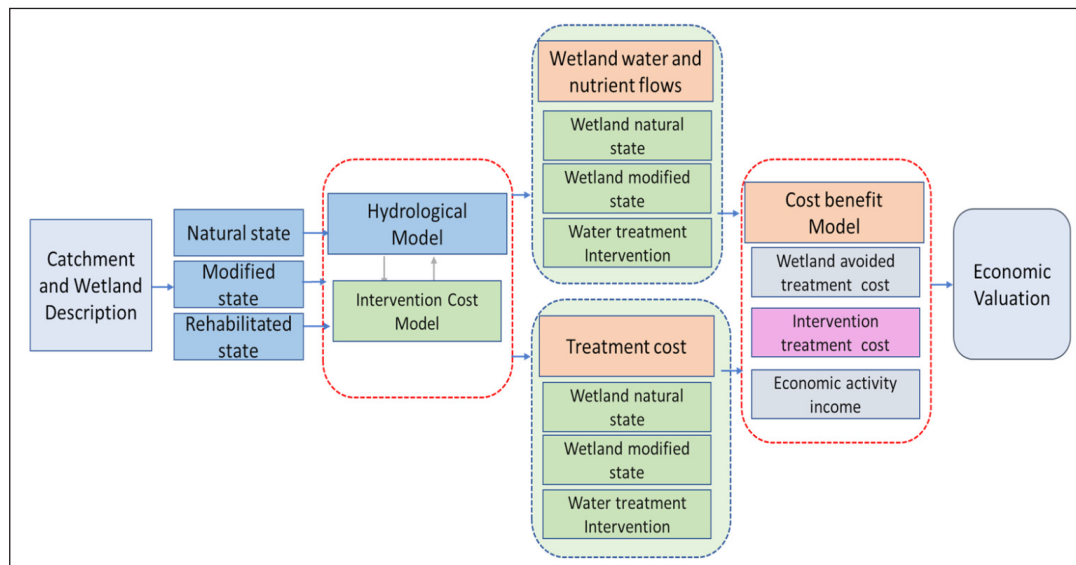 Catchment
and Wetland
Description
Natural state
Modified
state
Rehabilitated
state
Hydrological
Model
Intervention Cost
Model
Wetland water and
nutrient flows
Wetland natural
state
Wetland modified
state
Water treatment
Intervention
Treatment cost
Wetland natural
state
Wetland modified
state
Water treatment
Intervention
Cost benefit
Model
Wetland avoided
treatment cost
Intervention
treatment cost
Economic activity
income
Economic
Valuation